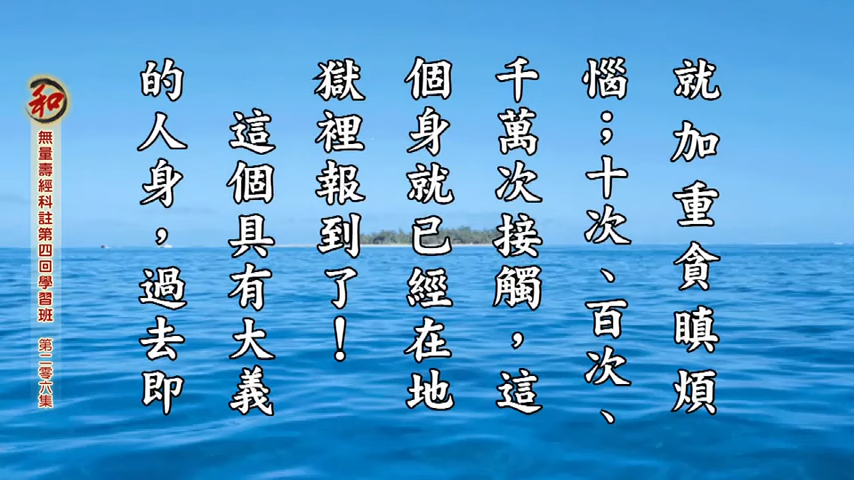 就加重貪瞋煩
惱；十次、百次、
千萬次接觸，這
個身就已經在地
獄裡報到了！
這個具有大義
的人身，過去即
和
無量壽經科註第四回學習班 第二零六集